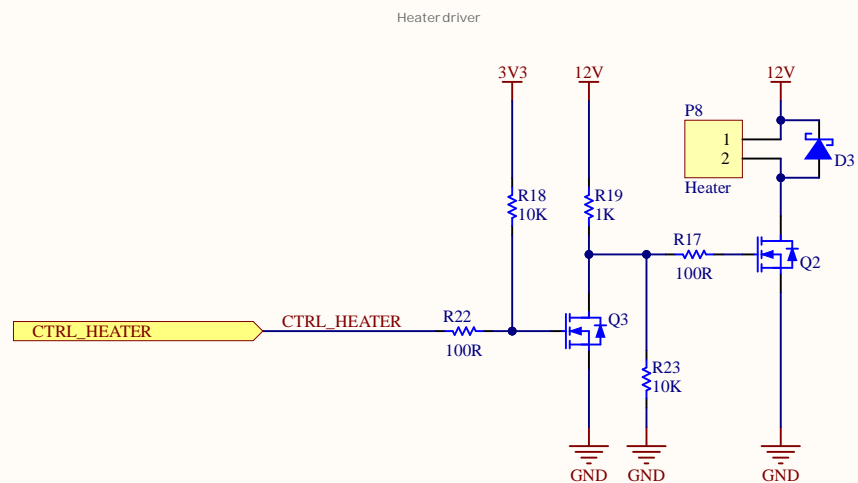 Heater driver
3V3
12V
12V
P8
1
2
Heater
D3
R18
10K
R19
1K
R17
100R
Q2
CTRL_HEATER
CTRL_HEATER
R22
100R
Q3
R23
10K
GND
GND
GND